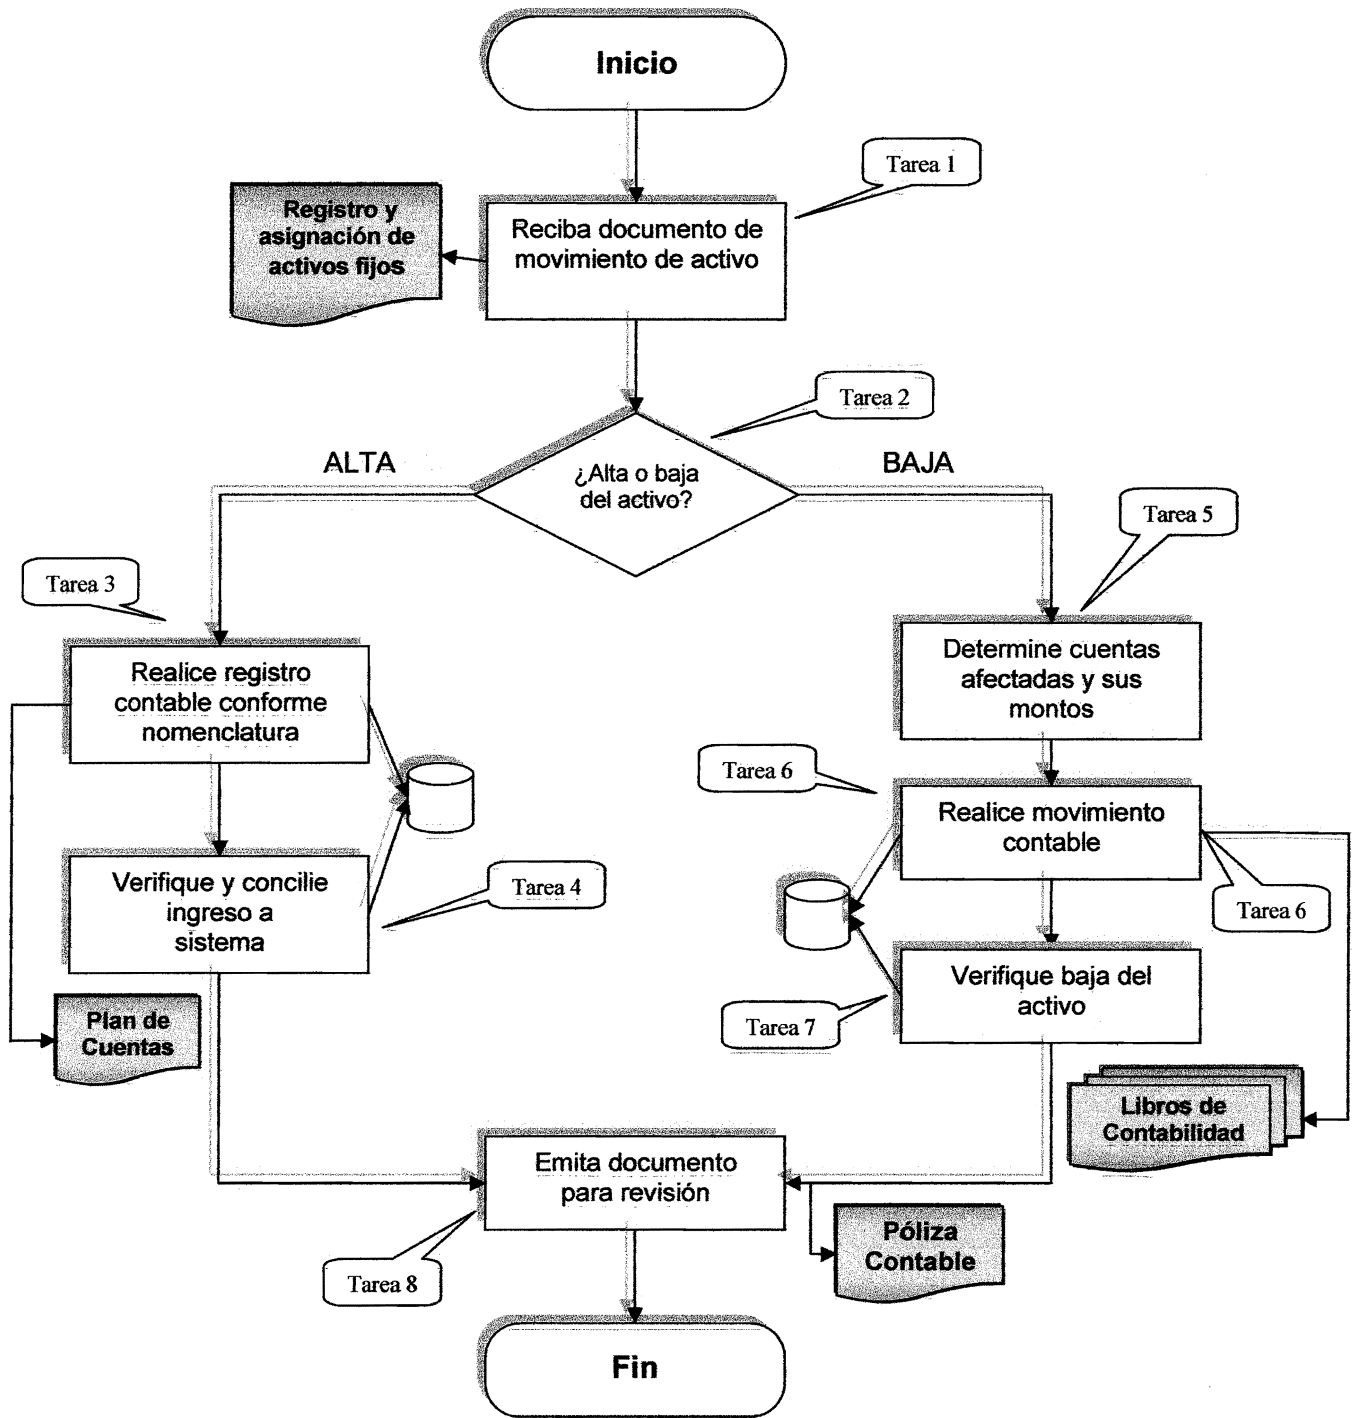 Inicio
Tarea 1
Registro y
asignación de
activos fijos
Reciba documento de
movimiento de activo
Tarea 2
ALTA
¿Alta o baja
del activo?
BAJA
Tarea 5
Tarea 3
Realice registro
contable conforme
nomenclatura
Determine cuentas
afectadas y sus
montos
Tarea 6
Realice movimiento
contable
Verifique y concilie
ingreso a
sistema
Tarea 4
Tarea 6
Verifique baja del
activo
Tarea 7
Plan de
Cuentas
Libros de
Contabilidad
Emita documento
para revisión
Póliza
Contable
Tarea 8
Fin